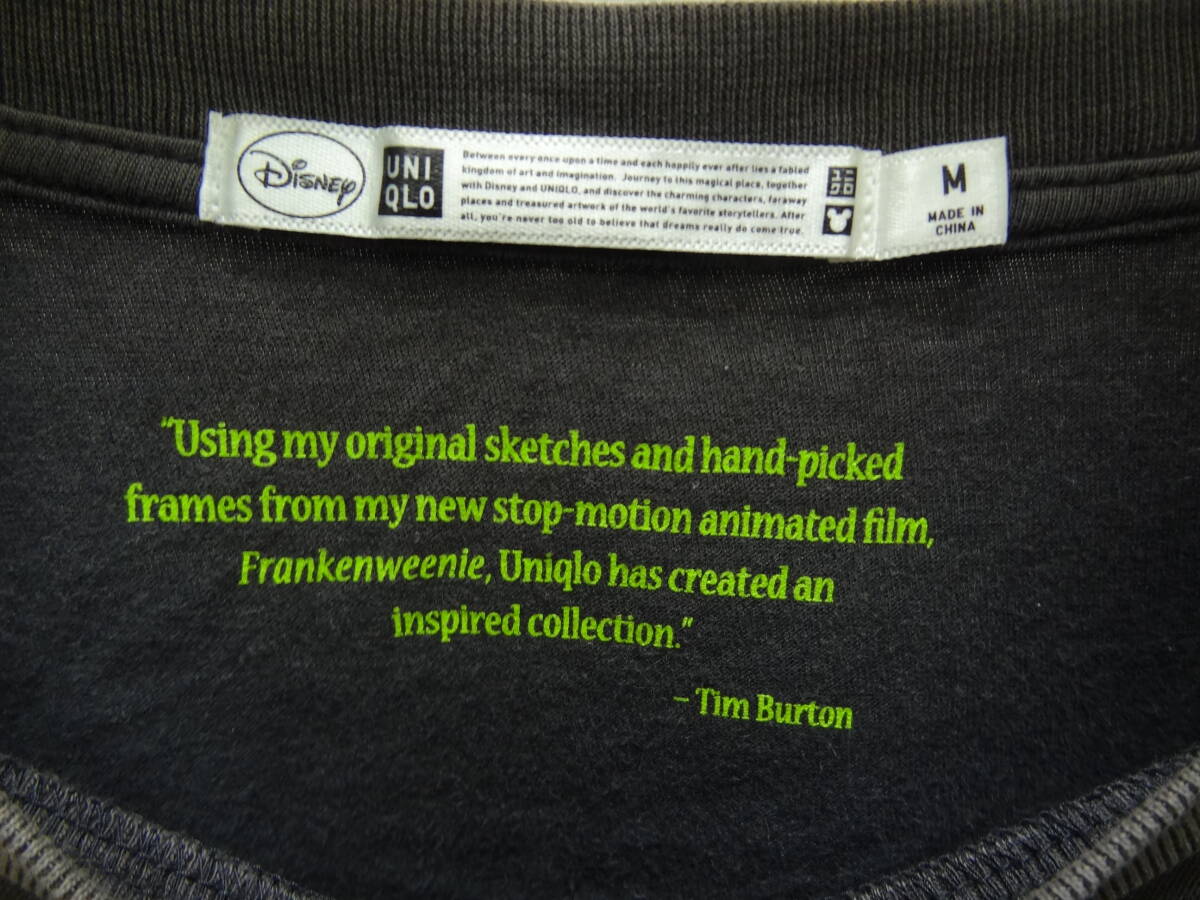 Disney
UNI
QLO
Between every once upon a time and each happily ever after lies a fabled
kingdom of art and imagination. Journey to this magical place, together
with Disney and UNIQLO, and discover the charming characters, faraway
places and treasured artwork of the world's favorite storytellers. After
all, you're never too old to believe that dreams really do come true.
ユニ
クロ
M
MADE IN
CHINA
"Using my original sketches and hand-picked
frames from my new stop-motion animated film,
Frankenweenie, Uniqlo has created an
inspired collection."
– Tim Burton